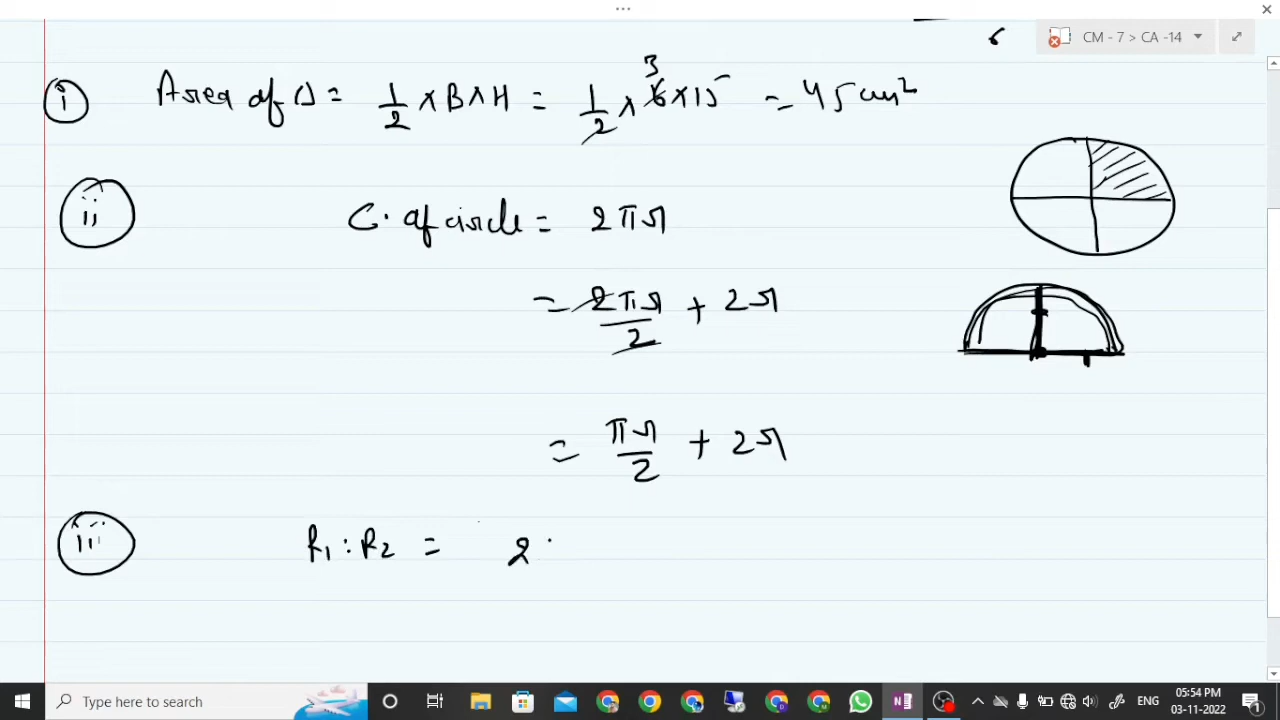 ...
6
CM - 7 > CA -14
i Area of Δ = 1/2 × B × H = 1/2 × 6 3 × 15 = 45 cm²
ii C. of circle = 2πr
= 2πr/2 + 2r
= πr/2 + 2r
iii R₁ : R₂ = 2 .
Type here to search
ENG
05:54 PM
03-11-2022
1